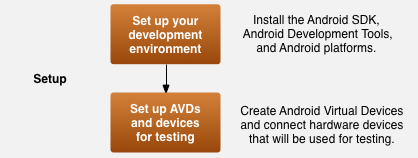 Set up your
development
environment
Install the Android SDK,
Android Development Tools,
and Android platforms.
Setup
Set up AVDs
and devices
for testing
Create Android Virtual Devices
and connect hardware devices
that will be used for testing.